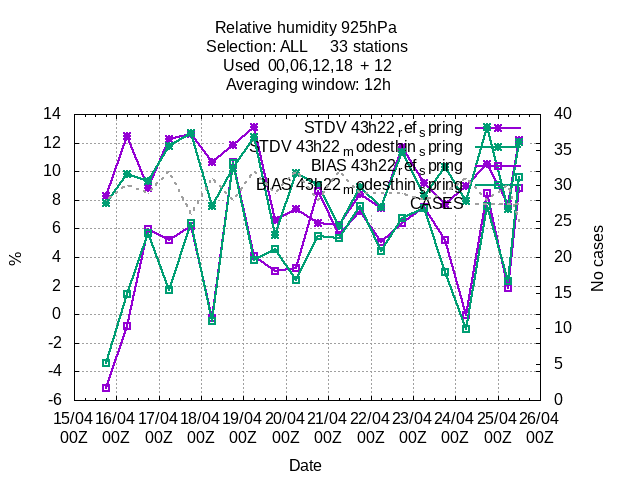 Relative humidity 925hPa
Selection: ALL     33 stations
Used  00,06,12,18  + 12
Averaging window: 12h
STDV 43h22refspring
STDV 43h22modesthinspring
BIAS 43h22refspring
BIAS 43h22modesthinspring
CASES
14
12
10
8
6
4
2
0
-2
-4
-6
%
40
35
30
25
20
15
10
5
0
No cases
15/04 16/04 17/04 18/04 19/04 20/04 21/04 22/04 23/04 24/04 25/04 26/04
00Z 00Z 00Z 00Z 00Z 00Z 00Z 00Z 00Z 00Z 00Z 00Z
Date